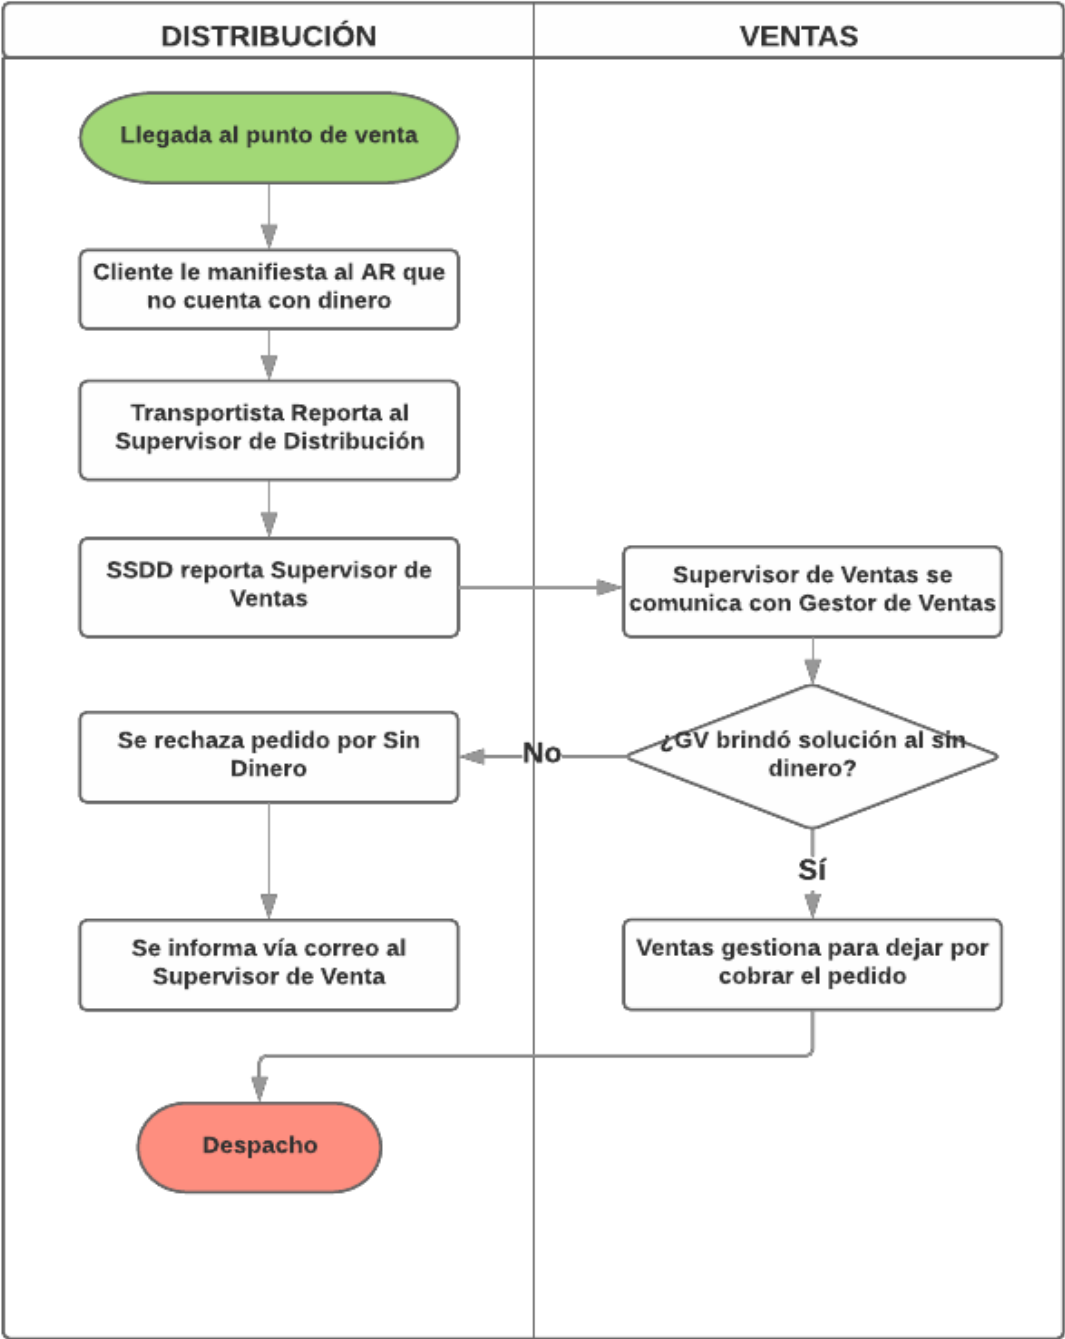 DISTRIBUCIÓN
VENTAS
Llegada al punto de venta
Cliente le manifiesta al AR que
no cuenta con dinero
Transportista Reporta al
Supervisor de Distribución
SSDD reporta Supervisor de
Ventas
Supervisor de Ventas se
comunica con Gestor de Ventas
¿GV brindó solución al sin
dinero?
No
Se rechaza pedido por Sin
Dinero
Sí
Se informa vía correo al
Supervisor de Venta
Ventas gestiona para dejar por
cobrar el pedido
Despacho